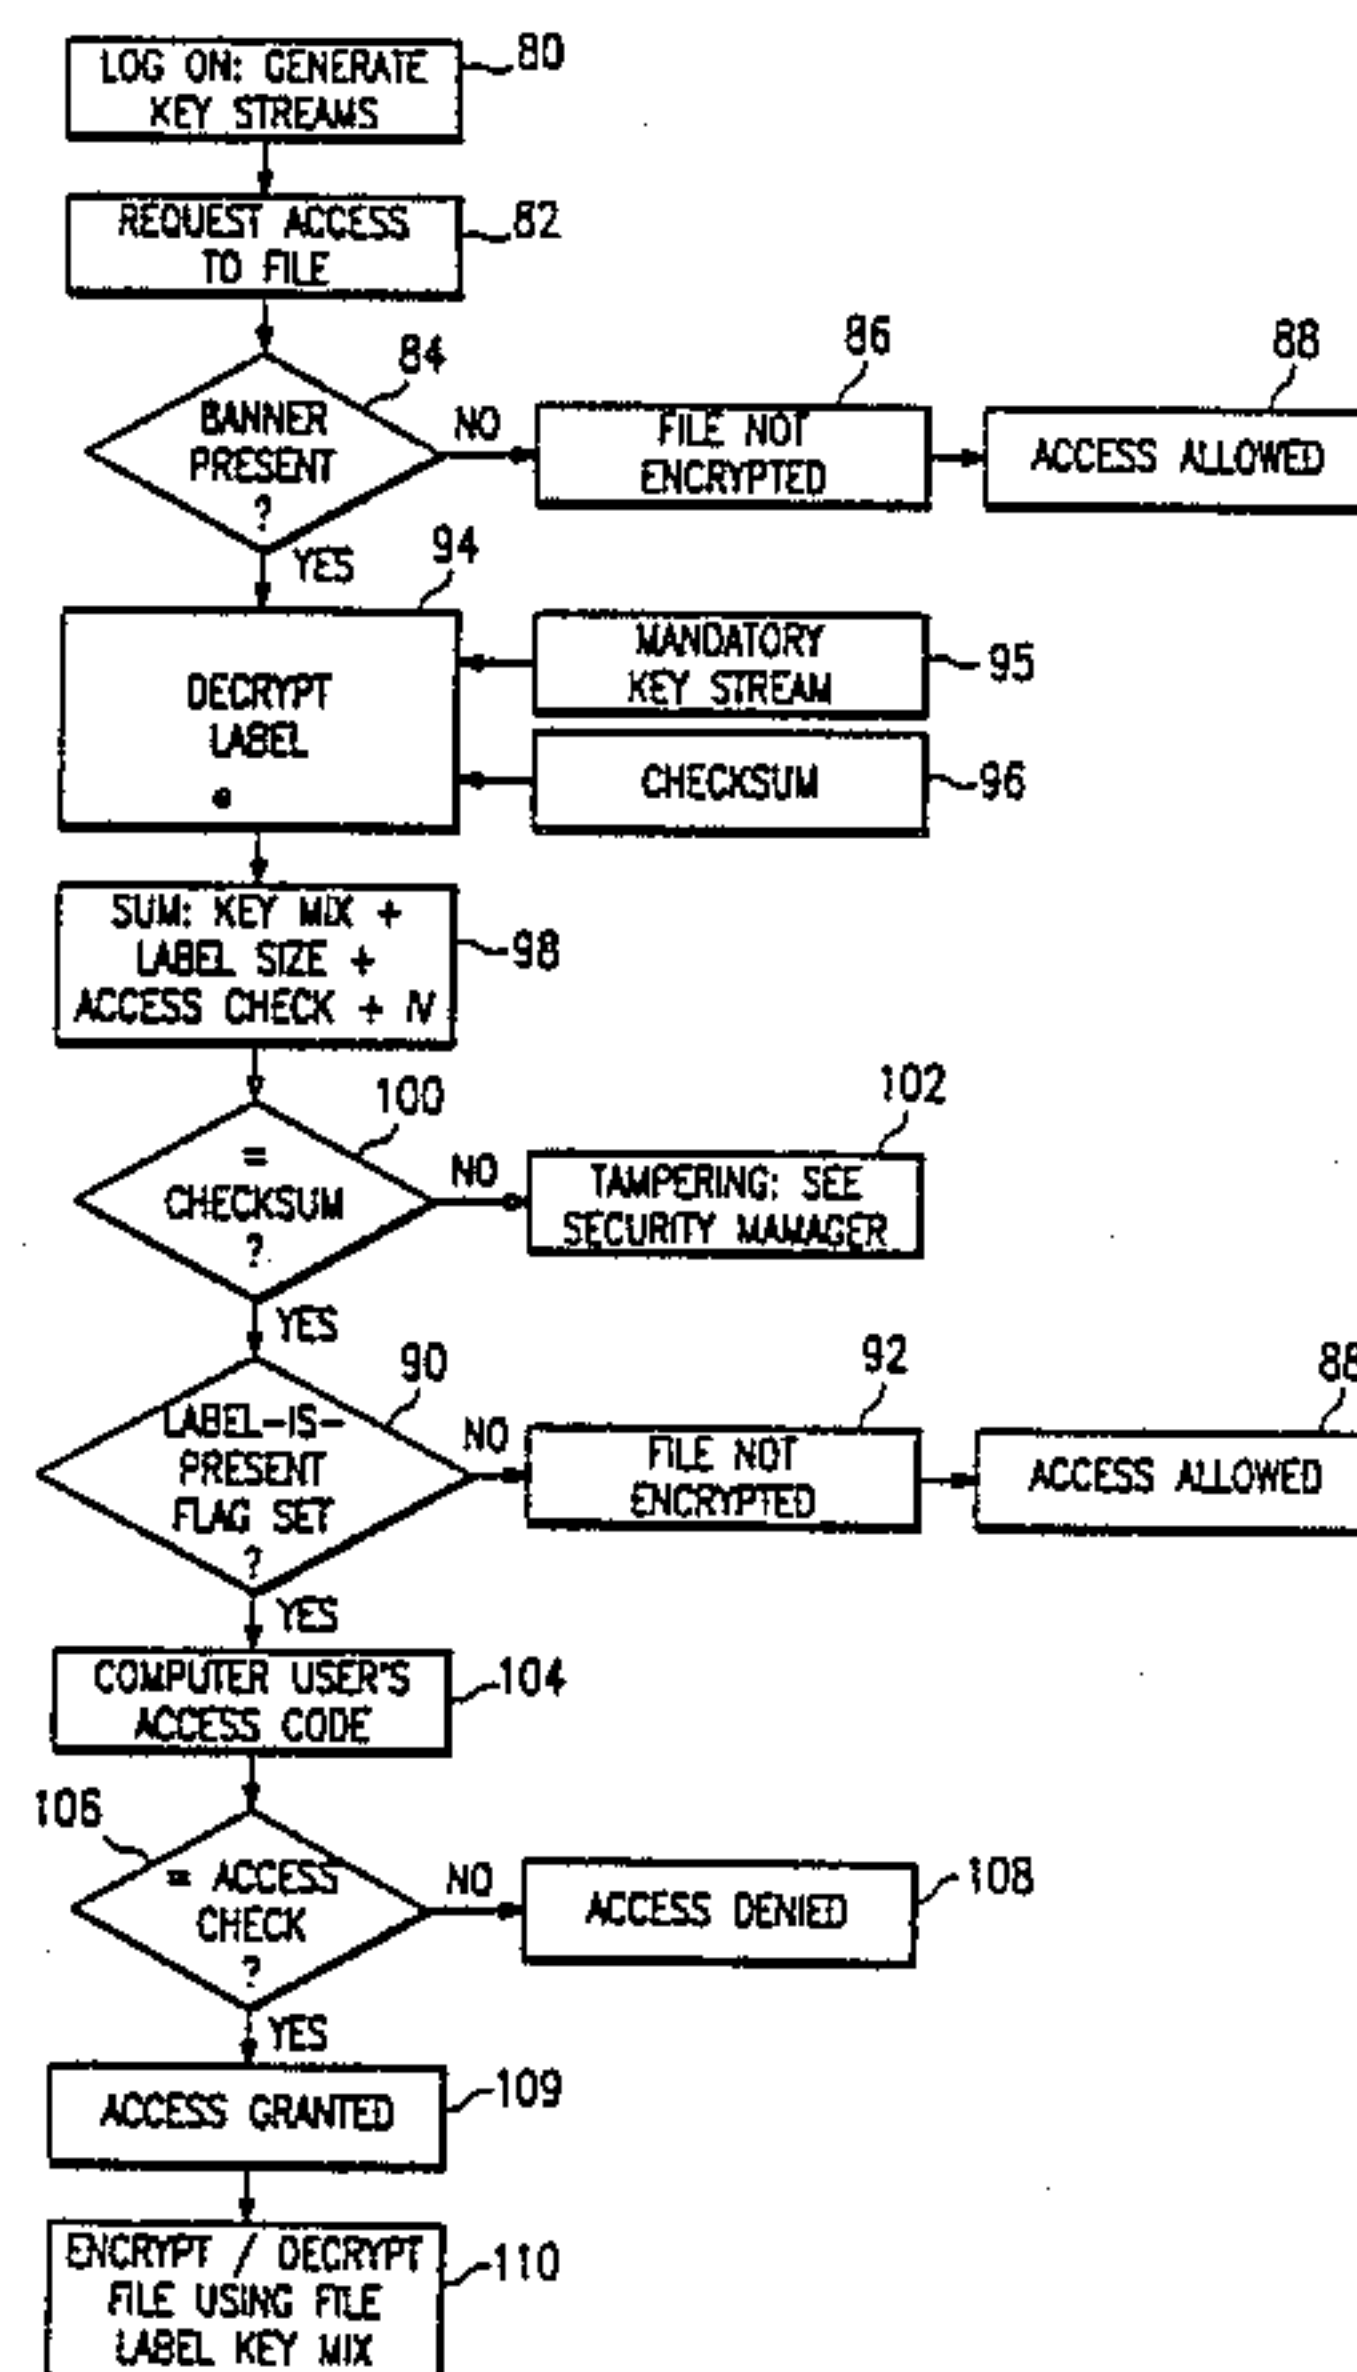 LOG ON: GENERATE
KEY STREAMS
80
REQUEST ACCESS
TO FILE
82
84
BANNER
PRESENT
?
NO
86
FILE NOT
ENCRYPTED
88
ACCESS ALLOWED
YES
94
DECRYPT
LABEL
MANDATORY
KEY STREAM
95
CHECKSUM
96
SUM: KEY MIX +
LABEL SIZE +
ACCESS CHECK + IV
98
100
=
CHECKSUM
?
NO
102
TAMPERING: SEE
SECURITY MAMAGER
YES
90
LABEL-IS-
PRESENT
FLAG SET
?
NO
92
FILE NOT
ENCRYPTED
88
ACCESS ALLOWED
YES
COMPUTER USER'S
ACCESS CODE
104
106
= ACCESS
CHECK
?
NO
ACCESS DENIED
108
YES
ACCESS GRANTED
109
ENCRYPT / DECRYPT
FILE USING FILE
LABEL KEY MIX
110